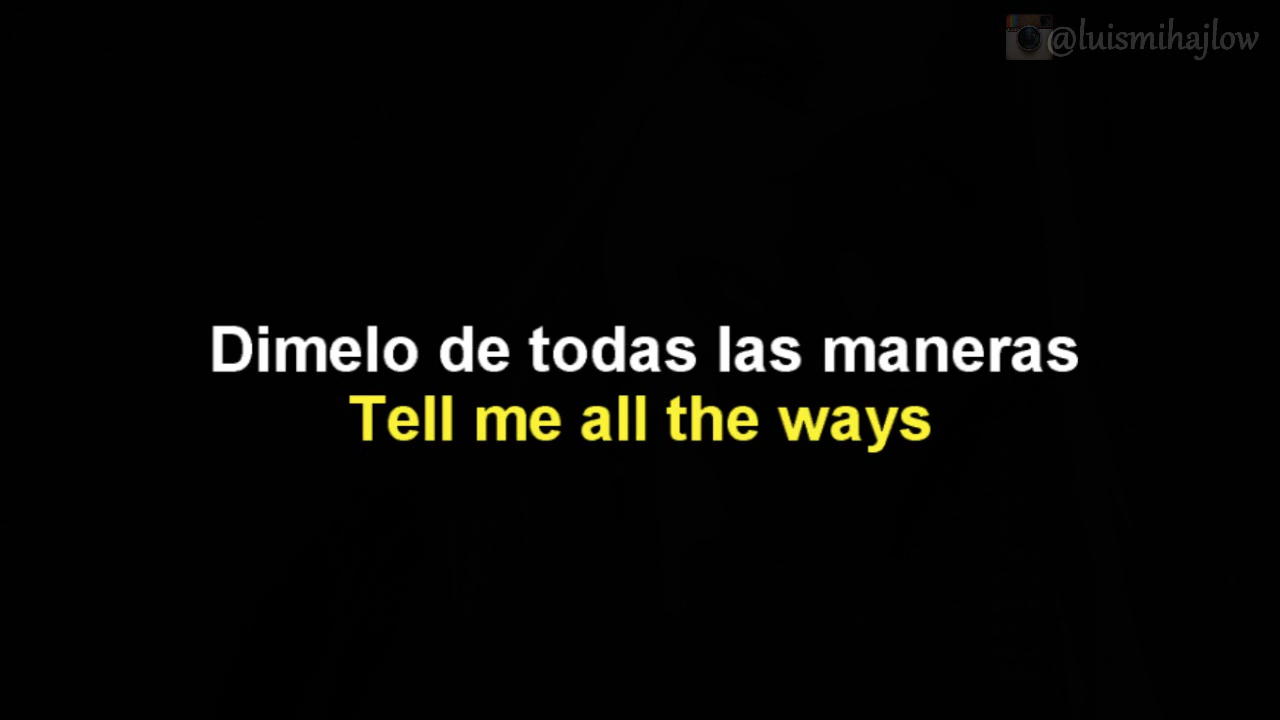 @luismihajlow
Dimelo de todas las maneras
Tell me all the ways